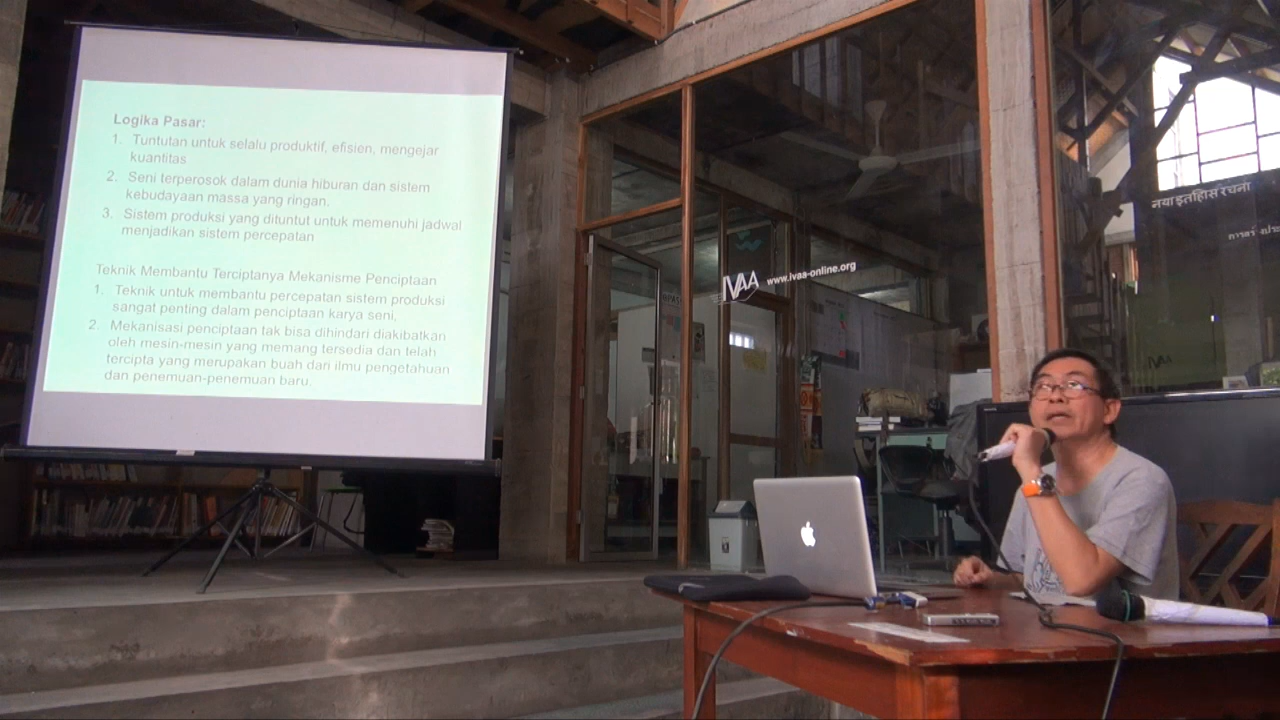 Logika Pasar:
1. Tuntutan untuk selalu produktif, efisien, mengejar
kuantitas
2. Seni terperosok dalam dunia hiburan dan sistem
kebudayaan massa yang ringan.
3. Sistem produksi yang dituntut untuk memenuhi jadwal
menjadikan sistem percepatan
Teknik Membantu Terciptanya Mekanisme Penciptaan
1. Teknik untuk membantu percepatan sistem produksi
sangat penting dalam penciptaan karya seni,
2. Mekanisasi penciptaan tak bisa dihindari diakibatkan
oleh mesin-mesin yang memang tersedia dan telah
tercipta yang merupakan buah dari ilmu pengetahuan
dan penemuan-penemuan baru.
IVAA www.ivaa-online.org
नया इतिहास रचना